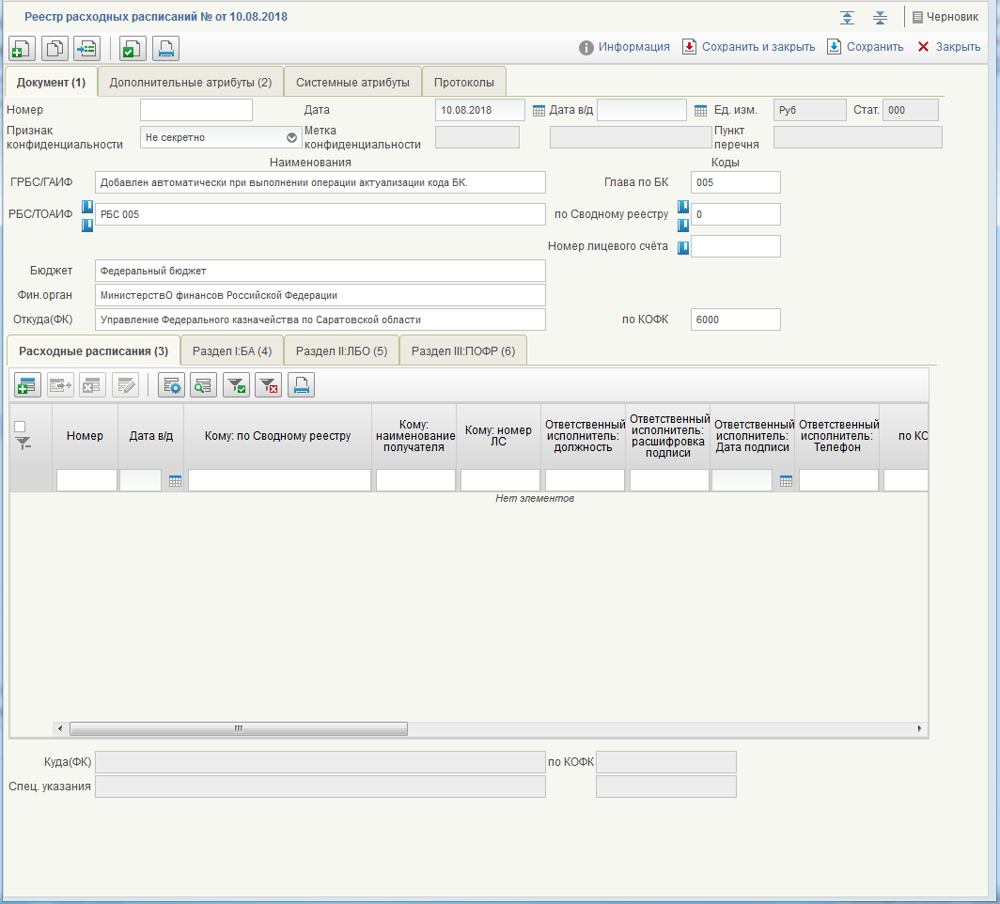 Реестр расходных расписаний № от 10.08.2018
Черновик
Информация Сохранить и закрыть Сохранить Закрыть
Документ (1) Дополнительные атрибуты (2) Системные атрибуты Протоколы
Номер Дата 10.08.2018 Дата в/д Ед. изм. Руб Стат. 000
Признак конфиденциальности Не секретно Метка конфиденциальности Пункт перечня
Наименования Коды
ГРБС/ГАИФ Добавлен автоматически при выполнении операции актуализации кода БК. Глава по БК 005
РБС/ТОАИФ РБС 005 по Сводному реестру 0
Номер лицевого счёта
Бюджет Федеральный бюджет
Фин.орган МинистерствО финансов Российской Федерации
Откуда(ФК) Управление Федерального казначейства по Саратовской области по КОФК 6000
Расходные расписания (3) Раздел I:БА (4) Раздел II:ЛБО (5) Раздел III:ПОФР (6)
Номер Дата в/д Кому: по Сводному реестру Кому: наименование получателя Кому: номер ЛС Ответственный исполнитель: должность Ответственный исполнитель: расшифровка подписи Ответственный исполнитель: Дата подписи Ответственный исполнитель: Телефон по КО
Нет элементов
Куда(ФК) по КОФК
Спец. указания